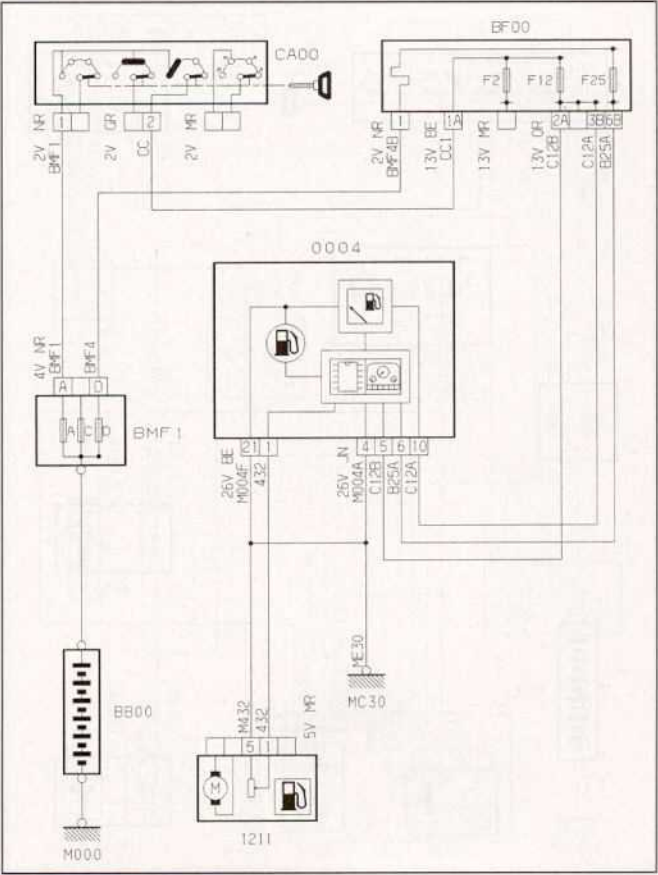 BF00
CA00
F2
F12
F25
1
2
1
1A
2A
3B
6B
2V NR
BMF1
2V GR
CC
2V MR
2V NR
BMF4B
13V BE
CC1
13V MR
13V OR
C12B
C12A
B25A
0004
4V NR
BMF1
BMF4
A
D
A
C
D
BMF1
21
1
4
5
6
10
26V BE
M004F
432
26V JN
M004A
C12B
B25A
C12A
BB00
ME30
MC30
M432
432
5V MR
5
1
M
1211
M000